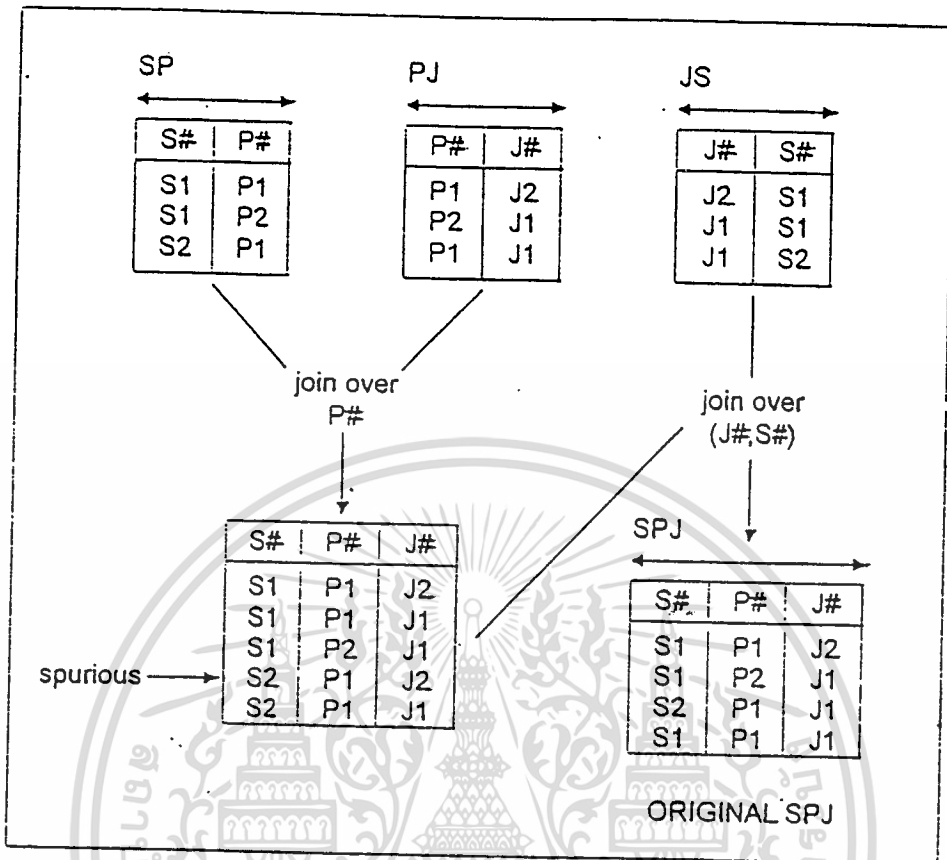 SP PJ JS
S# P# P# J# J# S#
S1 P1 P1 J2 J2 S1
S1 P2 P2 J1 J1 S1
S2 P1 P1 J1 J1 S2
join over
P#
join over
(J#,S#)
S# P# J#
S1 P1 J2
S1 P1 J1
S1 P2 J1
spurious S2 P1 J2
S2 P1 J1
SPJ
S# P# J#
S1 P1 J2
S1 P2 J1
S2 P1 J1
S1 P1 J1
ORIGINAL SPJ